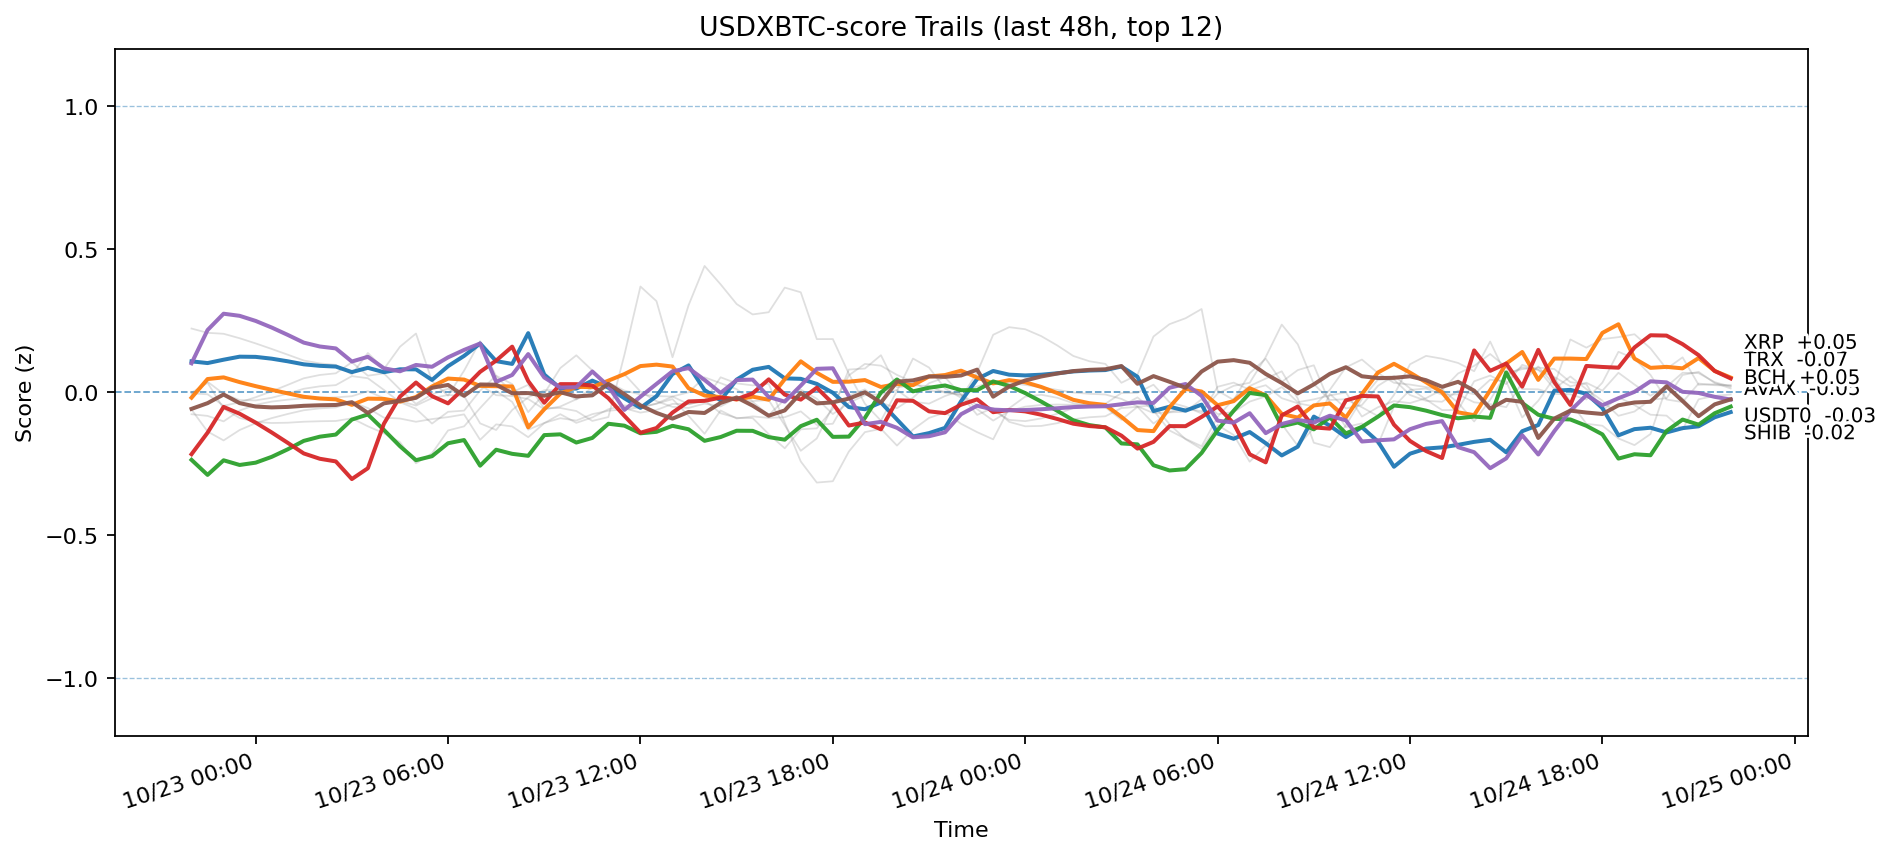 USDXBTC-score Trails (last 48h, top 12)
Score (z)
1.0
0.5
0.0
−0.5
−1.0
XRP +0.05
TRX -0.07
BCH +0.05
AVAX -0.05
USDT0 -0.03
SHIB -0.02
10/23 00:00
10/23 06:00
10/23 12:00
10/23 18:00
10/24 00:00
10/24 06:00
10/24 12:00
10/24 18:00
10/25 00:00
Time